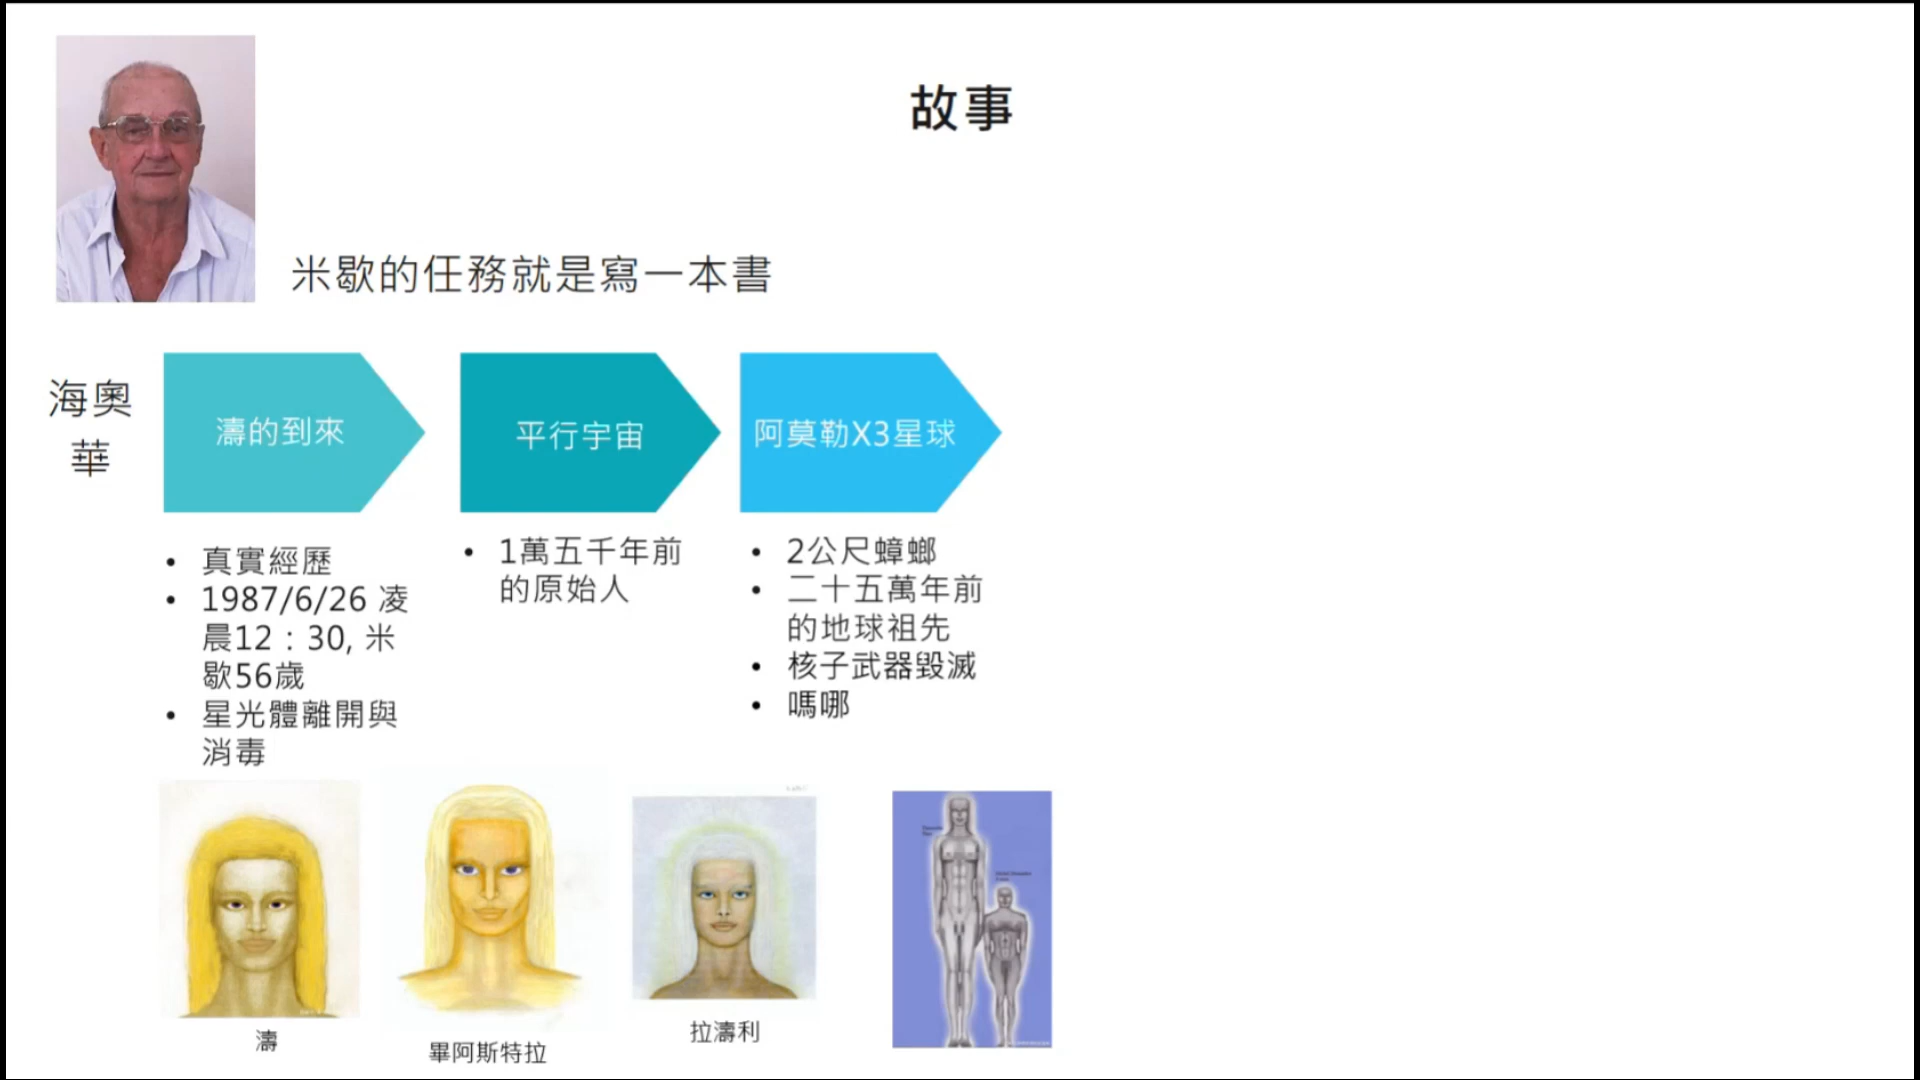 故事
米歇的任務就是寫一本書
海奧
華
濤的到來
平行宇宙
阿莫勒X3星球
• 真實經歷
• 1987/6/26 凌
晨12：30, 米
歇56歲
• 星光體離開與
消毒
• 1萬五千年前
的原始人
• 2公尺蟑螂
• 二十五萬年前
的地球祖先
• 核子武器毀滅
• 嗎哪
濤
畢阿斯特拉
拉濤利